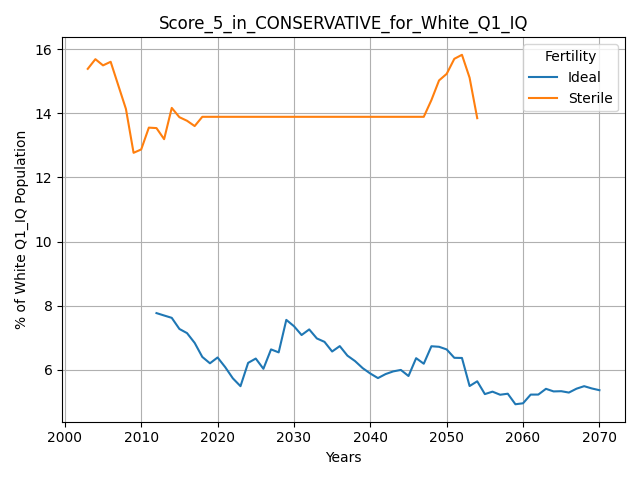 Score_5_in_CONSERVATIVE_for_White_Q1_IQ
Fertility
Ideal
Sterile
% of White Q1_IQ Population
16
14
12
10
8
6
2000 2010 2020 2030 2040 2050 2060 2070
Years